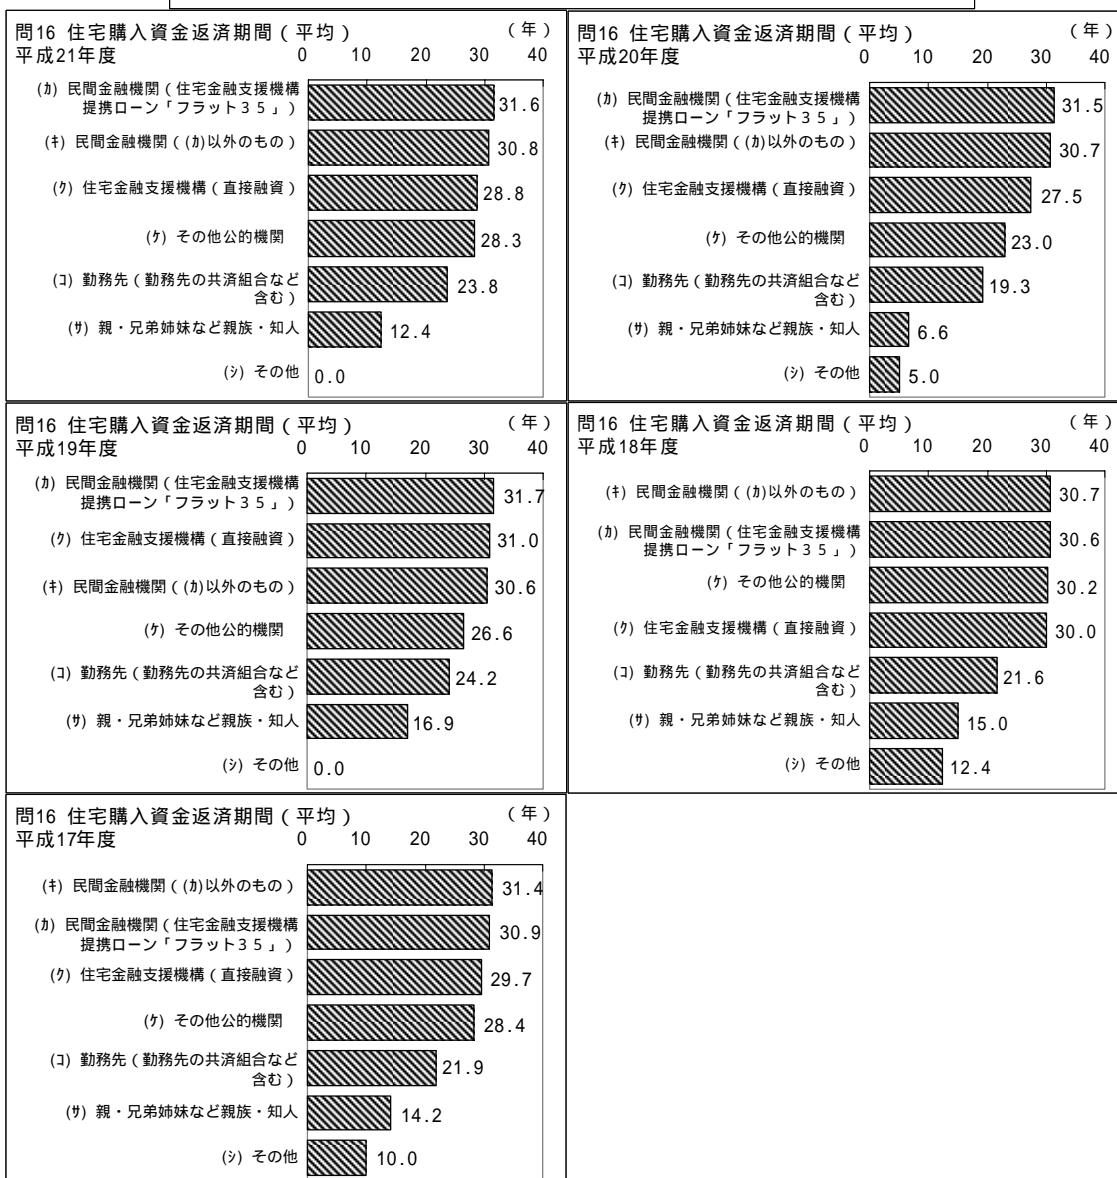 問16 住宅購入資金返済期間(平均) (年)
平成21年度 0 10 20 30 40
(カ) 民間金融機関(住宅金融支援機構
提携ローン「フラット35」) 31.6
(キ) 民間金融機関((カ)以外のもの) 30.8
(ク) 住宅金融支援機構(直接融資) 28.8
(ケ) その他公的機関 28.3
(コ) 勤務先(勤務先の共済組合など
含む) 23.8
(サ) 親・兄弟姉妹など親族・知人 12.4
(シ) その他 0.0
問16 住宅購入資金返済期間(平均) (年)
平成20年度 0 10 20 30 40
(カ) 民間金融機関(住宅金融支援機構
提携ローン「フラット35」) 31.5
(キ) 民間金融機関((カ)以外のもの) 30.7
(ク) 住宅金融支援機構(直接融資) 27.5
(ケ) その他公的機関 23.0
(コ) 勤務先(勤務先の共済組合など
含む) 19.3
(サ) 親・兄弟姉妹など親族・知人 6.6
(シ) その他 5.0
問16 住宅購入資金返済期間(平均) (年)
平成19年度 0 10 20 30 40
(カ) 民間金融機関(住宅金融支援機構
提携ローン「フラット35」) 31.7
(ク) 住宅金融支援機構(直接融資) 31.0
(キ) 民間金融機関((カ)以外のもの) 30.6
(ケ) その他公的機関 26.6
(コ) 勤務先(勤務先の共済組合など
含む) 24.2
(サ) 親・兄弟姉妹など親族・知人 16.9
(シ) その他 0.0
問16 住宅購入資金返済期間(平均) (年)
平成18年度 0 10 20 30 40
(キ) 民間金融機関((カ)以外のもの) 30.7
(カ) 民間金融機関(住宅金融支援機構
提携ローン「フラット35」) 30.6
(ケ) その他公的機関 30.2
(ク) 住宅金融支援機構(直接融資) 30.0
(コ) 勤務先(勤務先の共済組合など
含む) 21.6
(サ) 親・兄弟姉妹など親族・知人 15.0
(シ) その他 12.4
問16 住宅購入資金返済期間(平均) (年)
平成17年度 0 10 20 30 40
(キ) 民間金融機関((カ)以外のもの) 31.4
(カ) 民間金融機関(住宅金融支援機構
提携ローン「フラット35」) 30.9
(ク) 住宅金融支援機構(直接融資) 29.7
(ケ) その他公的機関 28.4
(コ) 勤務先(勤務先の共済組合など
含む) 21.9
(サ) 親・兄弟姉妹など親族・知人 14.2
(シ) その他 10.0